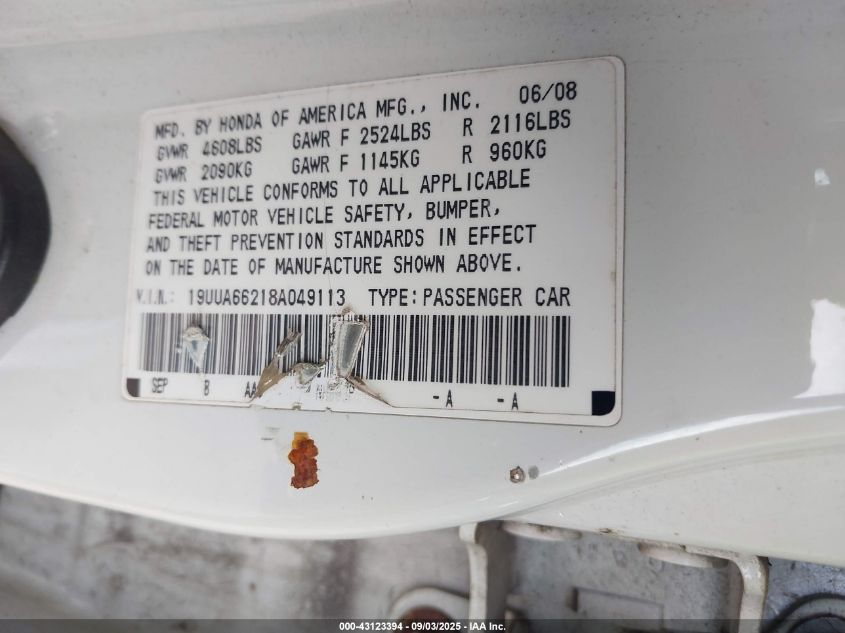 MFD. BY HONDA OF AMERICA MFG., INC. 06/08
GVWR 4608LBS GAWR F 2524LBS R 2116LBS
GVWR 2090KG GAWR F 1145KG R 960KG
THIS VEHICLE CONFORMS TO ALL APPLICABLE
FEDERAL MOTOR VEHICLE SAFETY, BUMPER,
AND THEFT PREVENTION STANDARDS IN EFFECT
ON THE DATE OF MANUFACTURE SHOWN ABOVE.
V.I.N.: 19UUA66218A049113 TYPE: PASSENGER CAR
SEP B AA -A -A
000-43123394 - 09/03/2025 - IAA Inc.